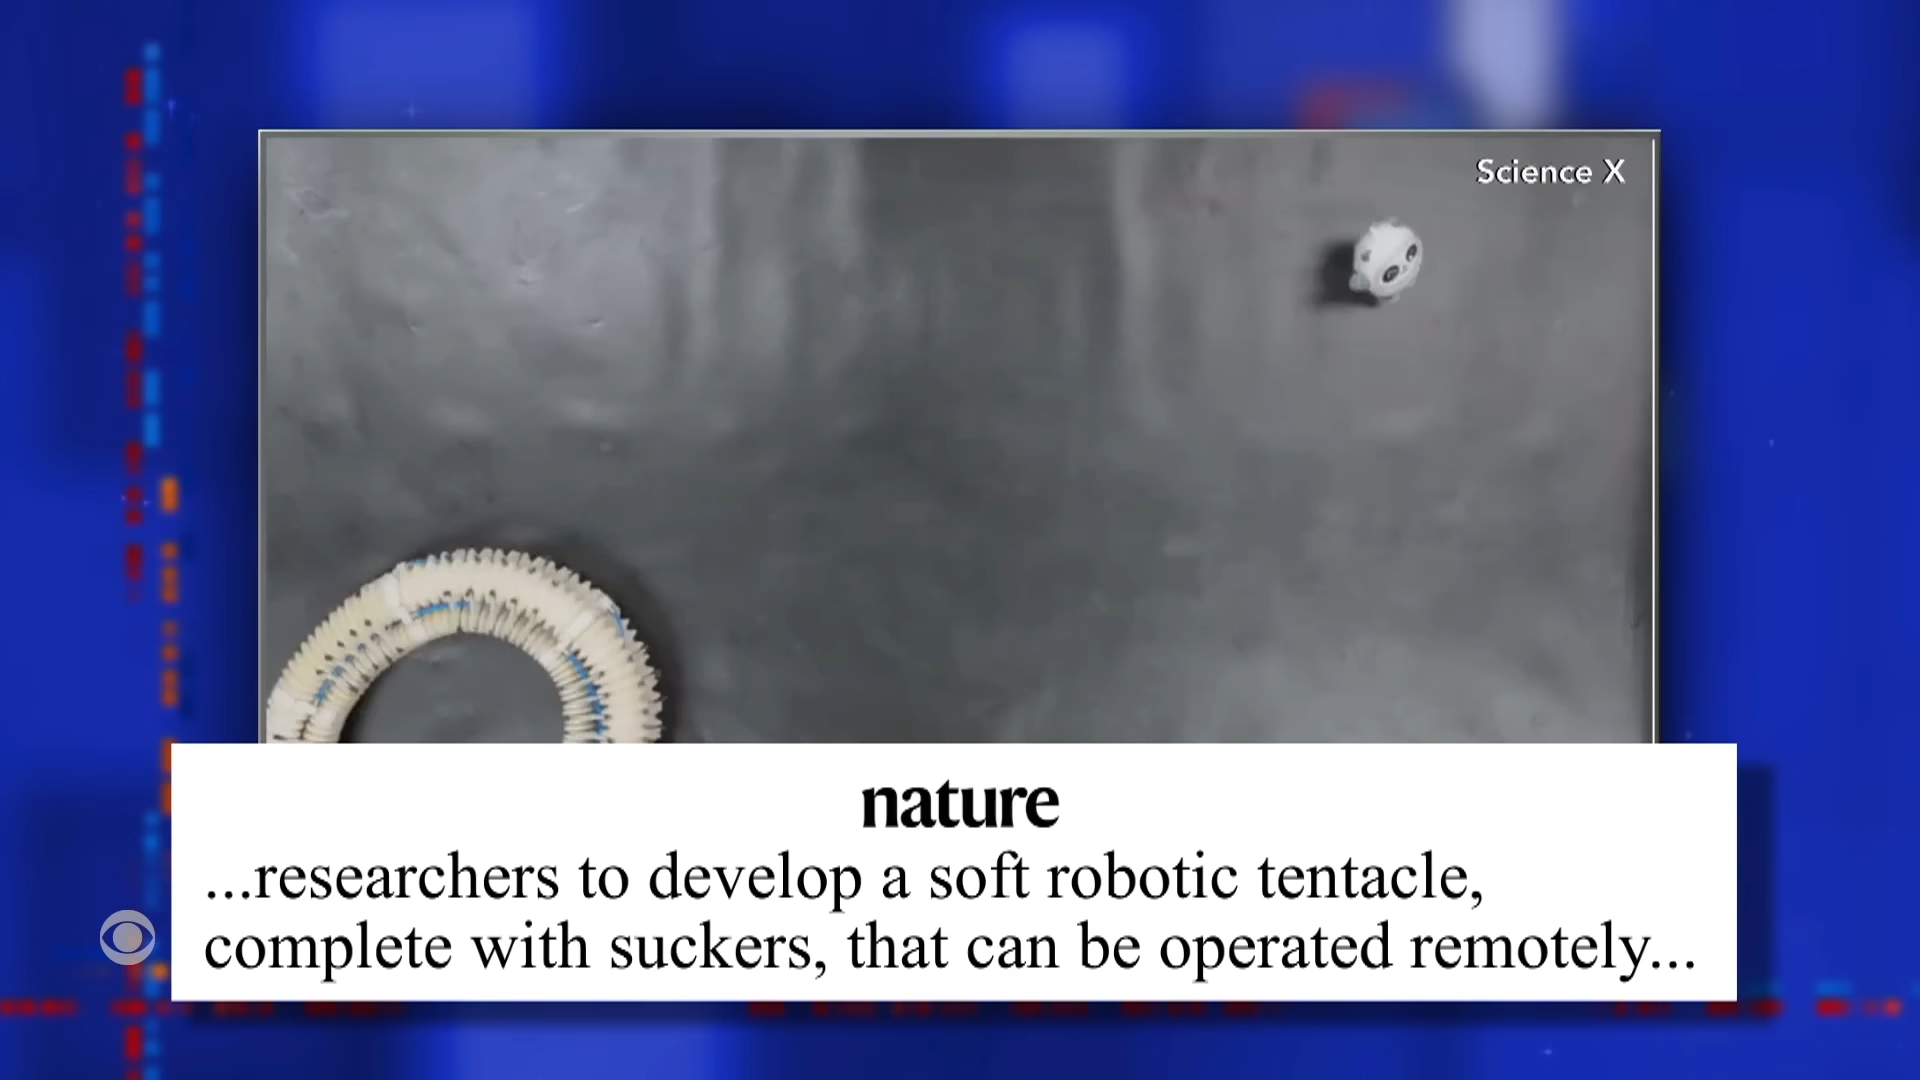 Science X
nature
...researchers to develop a soft robotic tentacle,
complete with suckers, that can be operated remotely...